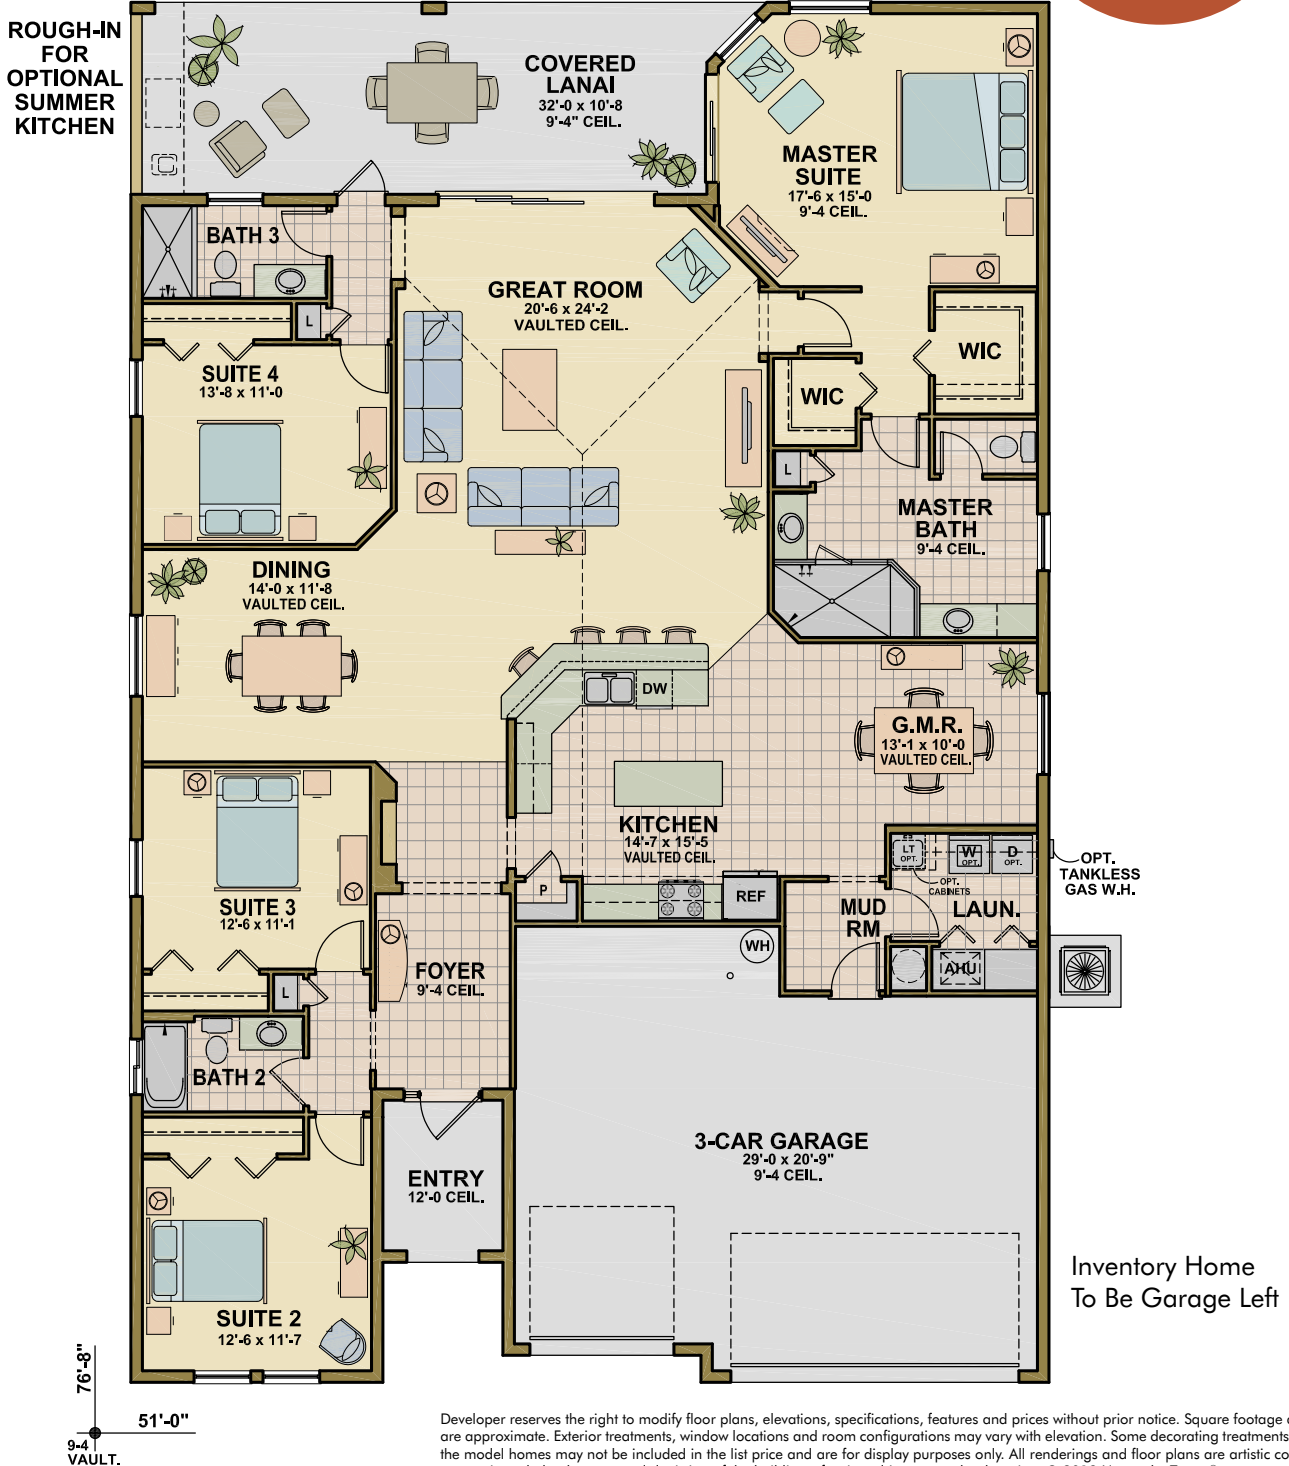 ROUGH-IN
FOR
OPTIONAL
SUMMER
KITCHEN
COVERED
LANAI
32'-0 x 10'-8
9'-4" CEIL.
MASTER
SUITE
17'-6 x 15'-0
9'-4 CEIL.
BATH 3
GREAT ROOM
20'-6 x 24'-2
VAULTED CEIL.
L
WIC
SUITE 4
13'-8 x 11'-0
WIC
L
MASTER
BATH
9'-4 CEIL.
DINING
14'-0 x 11'-8
VAULTED CEIL.
DW
G.M.R.
13'-1 x 10'-0
VAULTED CEIL.
KITCHEN
14'-7 x 15'-5
VAULTED CEIL.
LT
OPT.
W
OPT.
D
OPT.
OPT.
TANKLESS
GAS W.H.
OPT.
CABINETS
P
REF
SUITE 3
12'-6 x 11'-1
MUD
RM
LAUN.
WH
FOYER
9'-4 CEIL.
AHU
L
BATH 2
3-CAR GARAGE
29'-0 x 20'-9"
9'-4 CEIL.
ENTRY
12'-0 CEIL.
Inventory Home
To Be Garage Left
SUITE 2
12'-6 x 11'-7
76'-8"
51'-0"
9-4
VAULT.
Developer reserves the right to modify floor plans, elevations, specifications, features and prices without prior notice. Square footage
are approximate. Exterior treatments, window locations and room configurations may vary with elevation. Some decorating treatments
the model homes may not be included in the list price and are for display purposes only. All renderings and floor plans are artistic